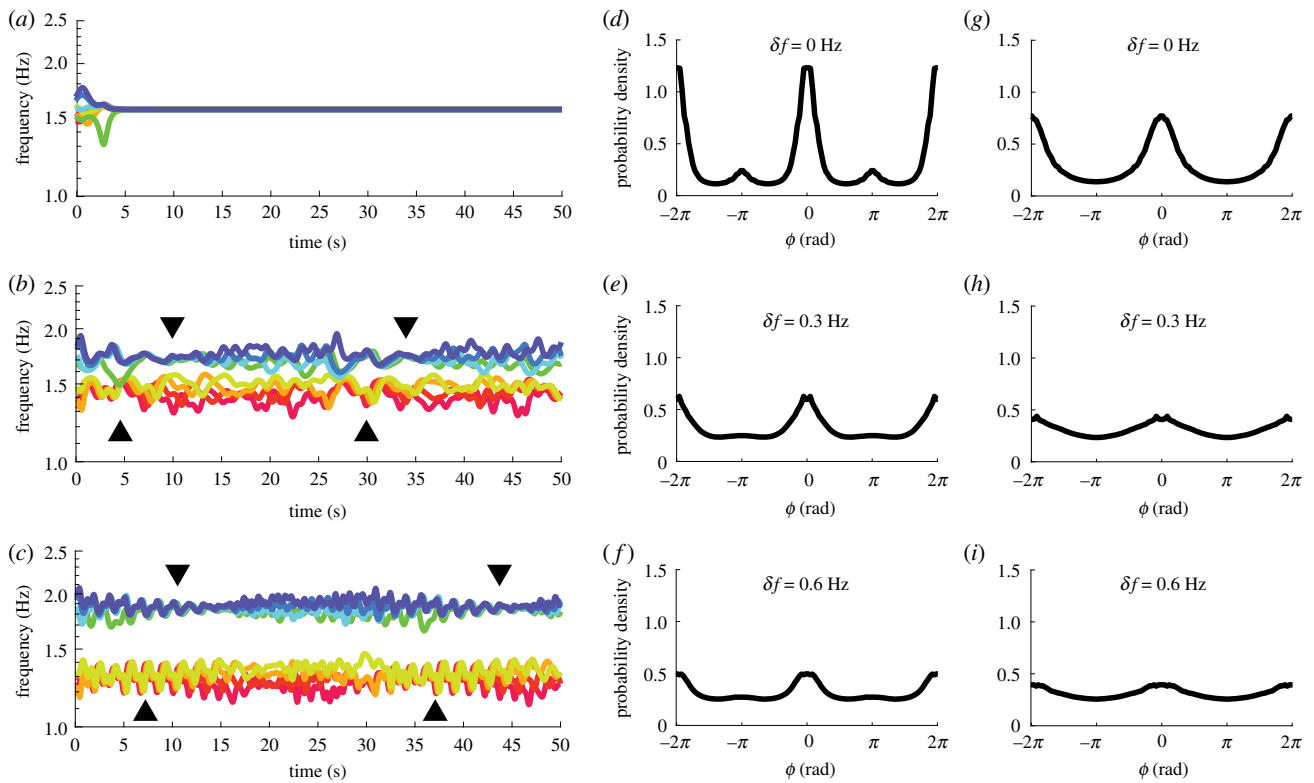 (a)
2.5
2.0
1.5
1.0
frequency (Hz)
0 5 10 15 20 25 30 35 40 45 50
time (s)
(d)
δf = 0 Hz
1.5
1.0
0.5
0
probability density
−2π −π 0 π 2π
ϕ (rad)
(g)
δf = 0 Hz
1.5
1.0
0.5
0
−2π −π 0 π 2π
ϕ (rad)
(b)
2.5
2.0
1.5
1.0
frequency (Hz)
0 5 10 15 20 25 30 35 40 45 50
time (s)
(e)
δf = 0.3 Hz
1.5
1.0
0.5
0
probability density
−2π −π 0 π 2π
ϕ (rad)
(h)
δf = 0.3 Hz
1.5
1.0
0.5
0
−2π −π 0 π 2π
ϕ (rad)
(c)
2.5
2.0
1.5
1.0
frequency (Hz)
0 5 10 15 20 25 30 35 40 45 50
time (s)
(f)
δf = 0.6 Hz
1.5
1.0
0.5
0
probability density
−2π −π 0 π 2π
ϕ (rad)
(i)
δf = 0.6 Hz
1.5
1.0
0.5
0
−2π −π 0 π 2π
ϕ (rad)